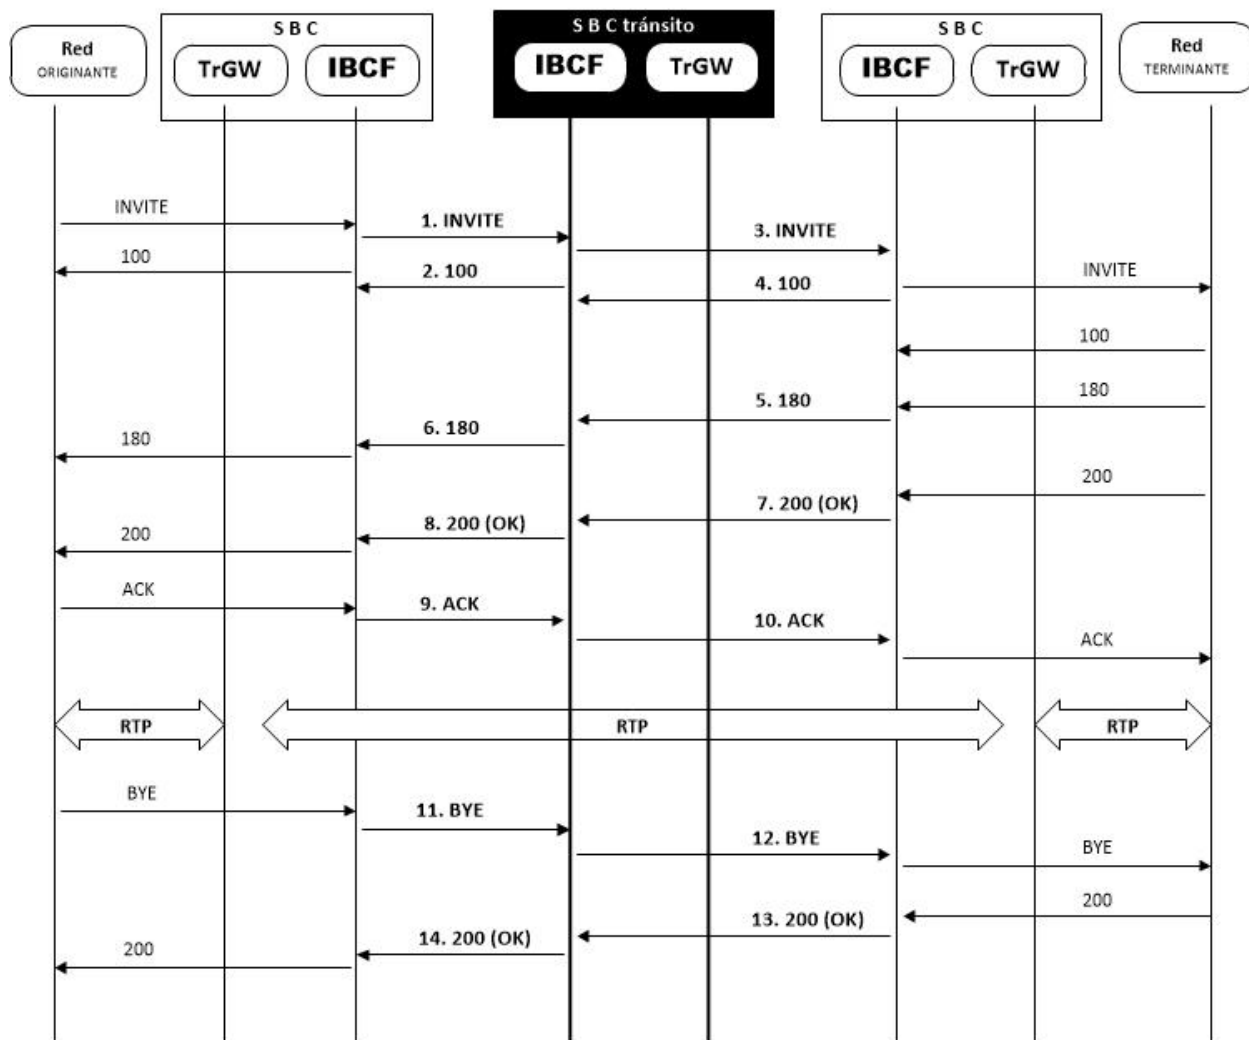 Red
ORIGINANTE
S B C
TrGW
IBCF
S B C tránsito
IBCF
TrGW
S B C
IBCF
TrGW
Red
TERMINANTE
INVITE
1. INVITE
3. INVITE
100
2. 100
4. 100
INVITE
100
5. 180
180
6. 180
180
200
7. 200 (OK)
8. 200 (OK)
200
ACK
9. ACK
10. ACK
ACK
RTP
RTP
RTP
BYE
11. BYE
12. BYE
BYE
200
13. 200 (OK)
14. 200 (OK)
200